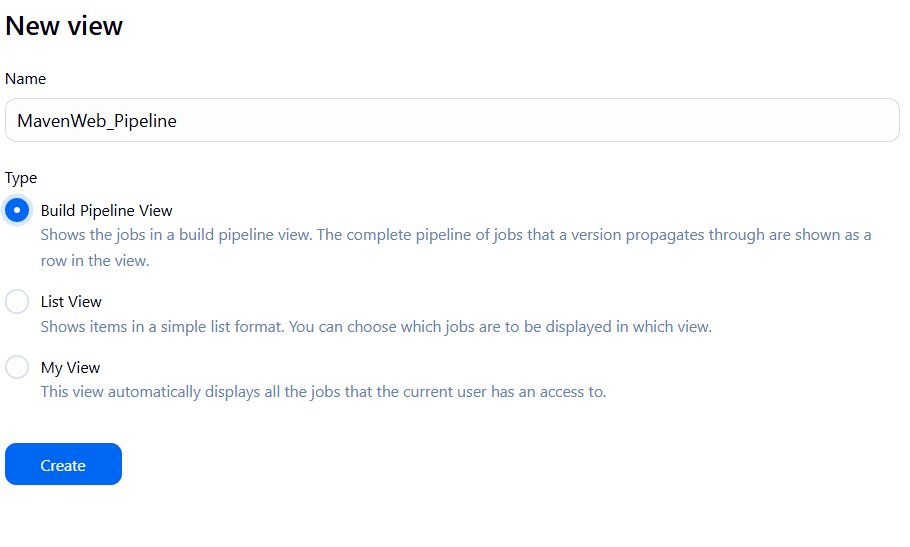 New view
Name
MavenWeb_Pipeline
Type
Build Pipeline View
Shows the jobs in a build pipeline view. The complete pipeline of jobs that a version propagates through are shown as a
row in the view.
List View
Shows items in a simple list format. You can choose which jobs are to be displayed in which view.
My View
This view automatically displays all the jobs that the current user has an access to.
Create